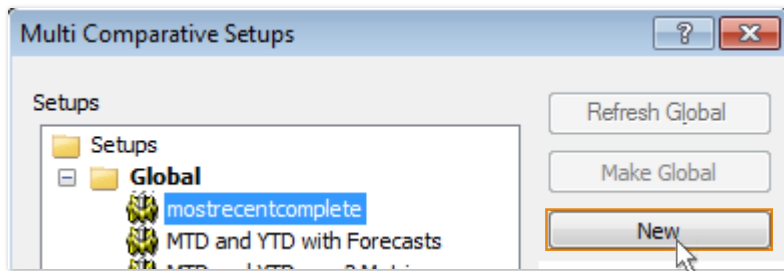 Multi Comparative Setups
Setups
Refresh Global
Setups
Make Global
Global
mostrecentcomplete
New
MTD and YTD with Forecasts